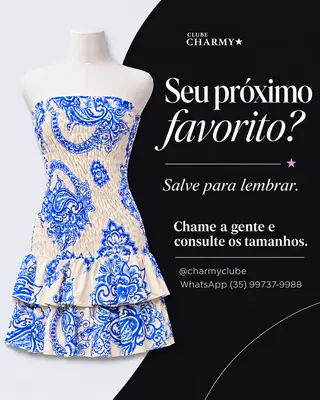 CLUBE
CHARMY★
Seu próximo
favorito?
Salve para lembrar.
Chame a gente e
consulte os tamanhos.
@charmyclube
WhatsApp (35) 99737-9988